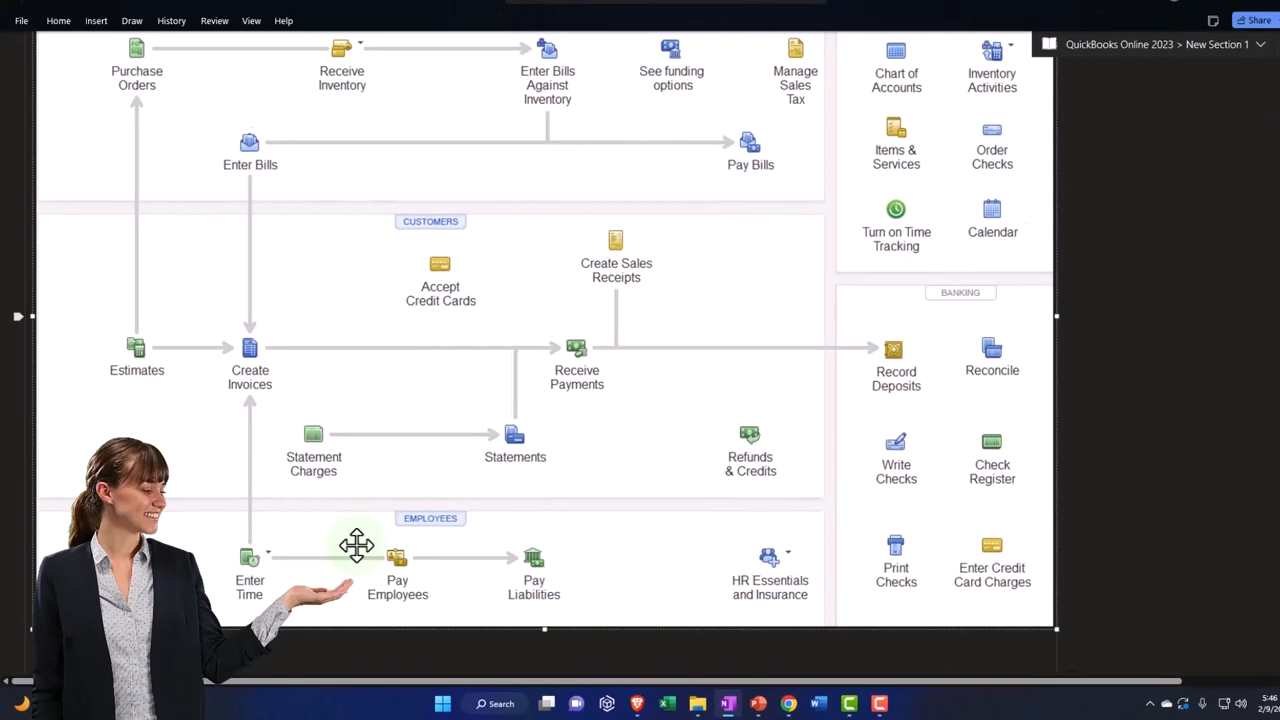 File Home Insert Draw History Review View Help
Share
QuickBooks Online 2023 > New Section 1
Purchase
Orders
Receive
Inventory
Enter Bills
Against
Inventory
See funding
options
Manage
Sales
Tax
Chart of
Accounts
Inventory
Activities
Enter Bills
Pay Bills
Items &
Services
Order
Checks
Turn on Time
Tracking
Calendar
CUSTOMERS
Create Sales
Receipts
Accept
Credit Cards
BANKING
Estimates
Create
Invoices
Receive
Payments
Record
Deposits
Reconcile
Statement
Charges
Statements
Refunds
& Credits
Write
Checks
Check
Register
EMPLOYEES
Enter
Time
Pay
Employees
Pay
Liabilities
HR Essentials
and Insurance
Print
Checks
Enter Credit
Card Charges
Search
5:46